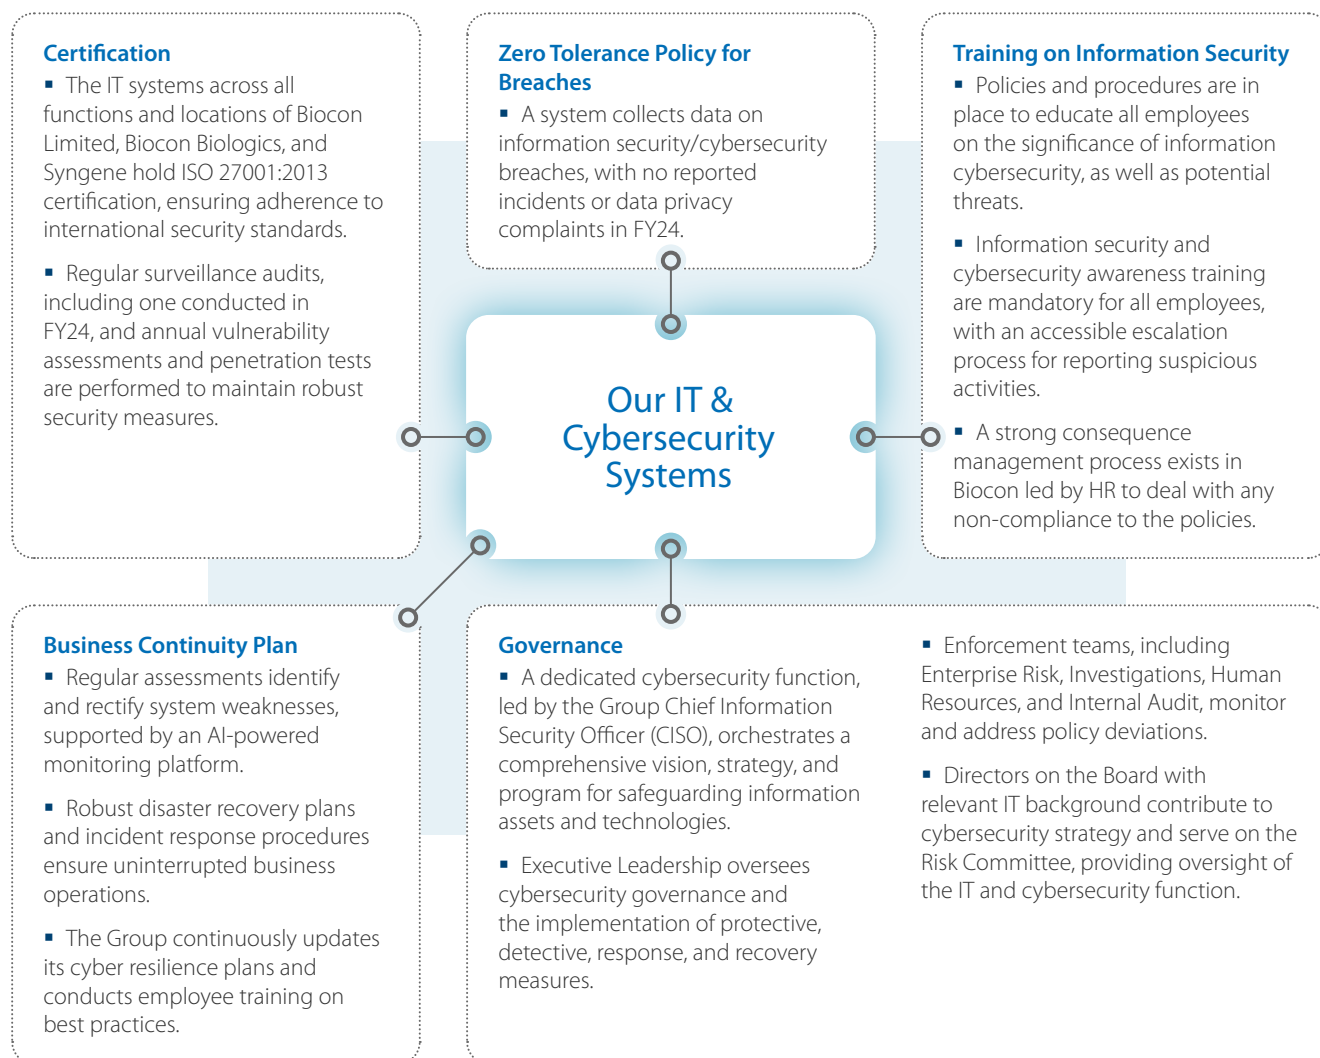 Certification
▪ The IT systems across all
functions and locations of Biocon
Limited, Biocon Biologics, and
Syngene hold ISO 27001:2013
certification, ensuring adherence to
international security standards.
▪ Regular surveillance audits,
including one conducted in
FY24, and annual vulnerability
assessments and penetration tests
are performed to maintain robust
security measures.
Zero Tolerance Policy for
Breaches
▪ A system collects data on
information security/cybersecurity
breaches, with no reported
incidents or data privacy
complaints in FY24.
Training on Information Security
▪ Policies and procedures are in
place to educate all employees
on the significance of information
cybersecurity, as well as potential
threats.
▪ Information security and
cybersecurity awareness training
are mandatory for all employees,
with an accessible escalation
process for reporting suspicious
activities.
▪ A strong consequence
management process exists in
Biocon led by HR to deal with any
non-compliance to the policies.
Our IT &
Cybersecurity
Systems
Business Continuity Plan
▪ Regular assessments identify
and rectify system weaknesses,
supported by an AI-powered
monitoring platform.
▪ Robust disaster recovery plans
and incident response procedures
ensure uninterrupted business
operations.
▪ The Group continuously updates
its cyber resilience plans and
conducts employee training on
best practices.
Governance
▪ A dedicated cybersecurity function,
led by the Group Chief Information
Security Officer (CISO), orchestrates a
comprehensive vision, strategy, and
program for safeguarding information
assets and technologies.
▪ Executive Leadership oversees
cybersecurity governance and
the implementation of protective,
detective, response, and recovery
measures.
▪ Enforcement teams, including
Enterprise Risk, Investigations, Human
Resources, and Internal Audit, monitor
and address policy deviations.
▪ Directors on the Board with
relevant IT background contribute to
cybersecurity strategy and serve on the
Risk Committee, providing oversight of
the IT and cybersecurity function.